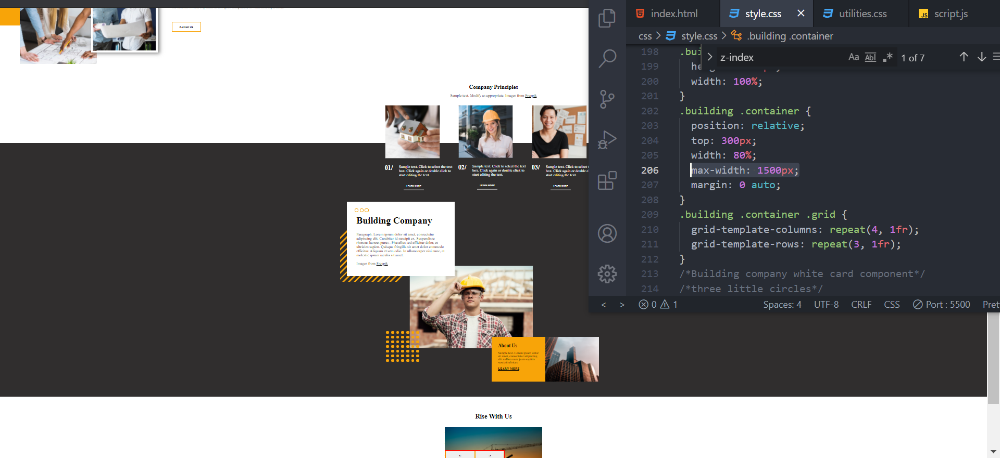 Contact Us
Company Principles
Sample text. Modify as appropriate. Images from Freepik
01/
Sample text. Click to select the text
box. Click again or double click to
start editing the text.
02/
Sample text. Click to select the text
box. Click again or double click to
start editing the text.
03/
Sample text. Click to select the
box. Click again or double c
start editing the text.
Building Company
Paragraph. Lorem ipsum dolor sit amet, consectetur
adipiscing elit. Curabitur id suscipit ex. Suspendisse
rhoncus laoreet purus . Phasellus sed efficitur dolor, et
ultricies sapien. Quisque fringilla sit amet dolor commodo
efficitur. Aliquam et sem odio. In ullamcorper nisi nunc, et
molestie ipsum iaculis sit amet.
Images from Freepik
About Us
Sample text. Lorem ipsum dolor
sit amet, consectetur adipiscing
elit nullam nunc justo sagittis
suscipit ultrices.
LEARN MORE
Rise With Us
index.html
style.css
utilities.css
script.js
css > style.css > .building .container
z-index
Aa Abl .* 1 of 7
198 .bui
199 he
200 width: 100%;
201 }
202 .building .container {
203 position: relative;
204 top: 300px;
205 width: 80%;
206 max-width: 1500px;
207 margin: 0 auto;
208 }
209 .building .container .grid {
210 grid-template-columns: repeat(4, 1fr);
211 grid-template-rows: repeat(3, 1fr);
212 }
213 /*Building company white card component*/
214 /*three little circles*/
< > 0 1 Spaces: 4 UTF-8 CRLF CSS Port : 5500 Prett